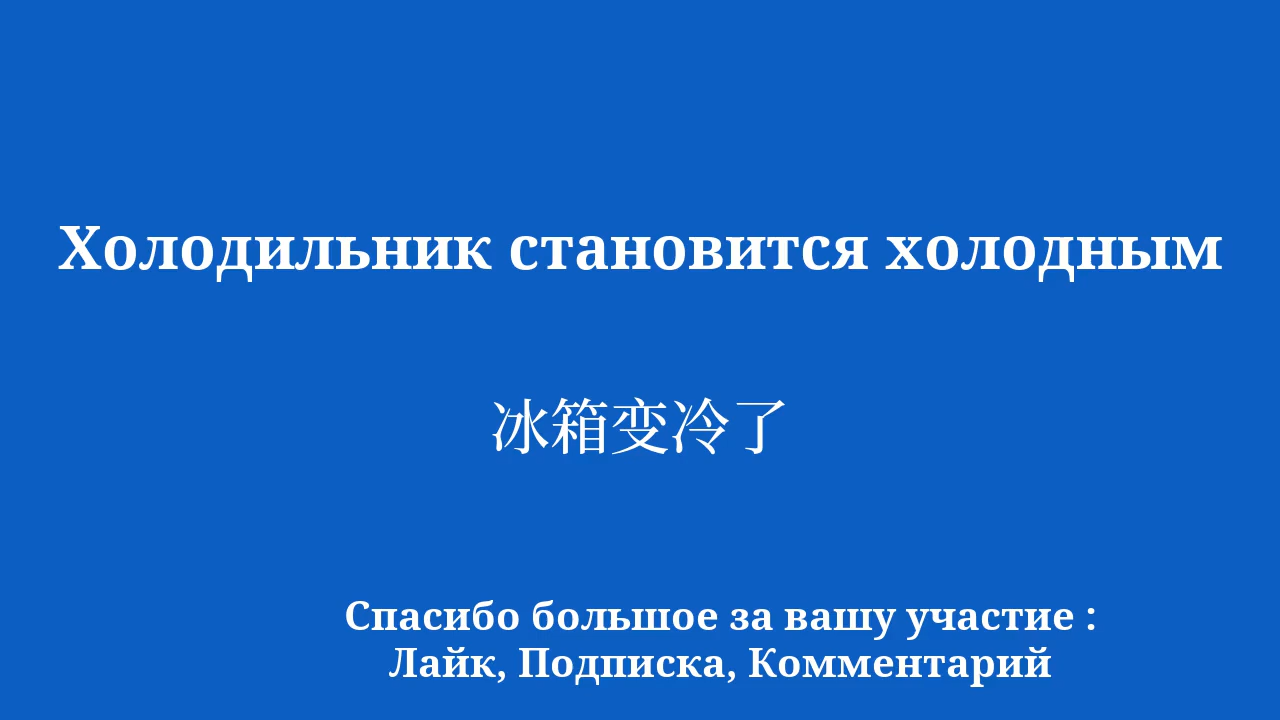 Холодильник становится холодным
冰箱变冷了
Спасибо большое за вашу участие :
Лайк, Подписка, Комментарий